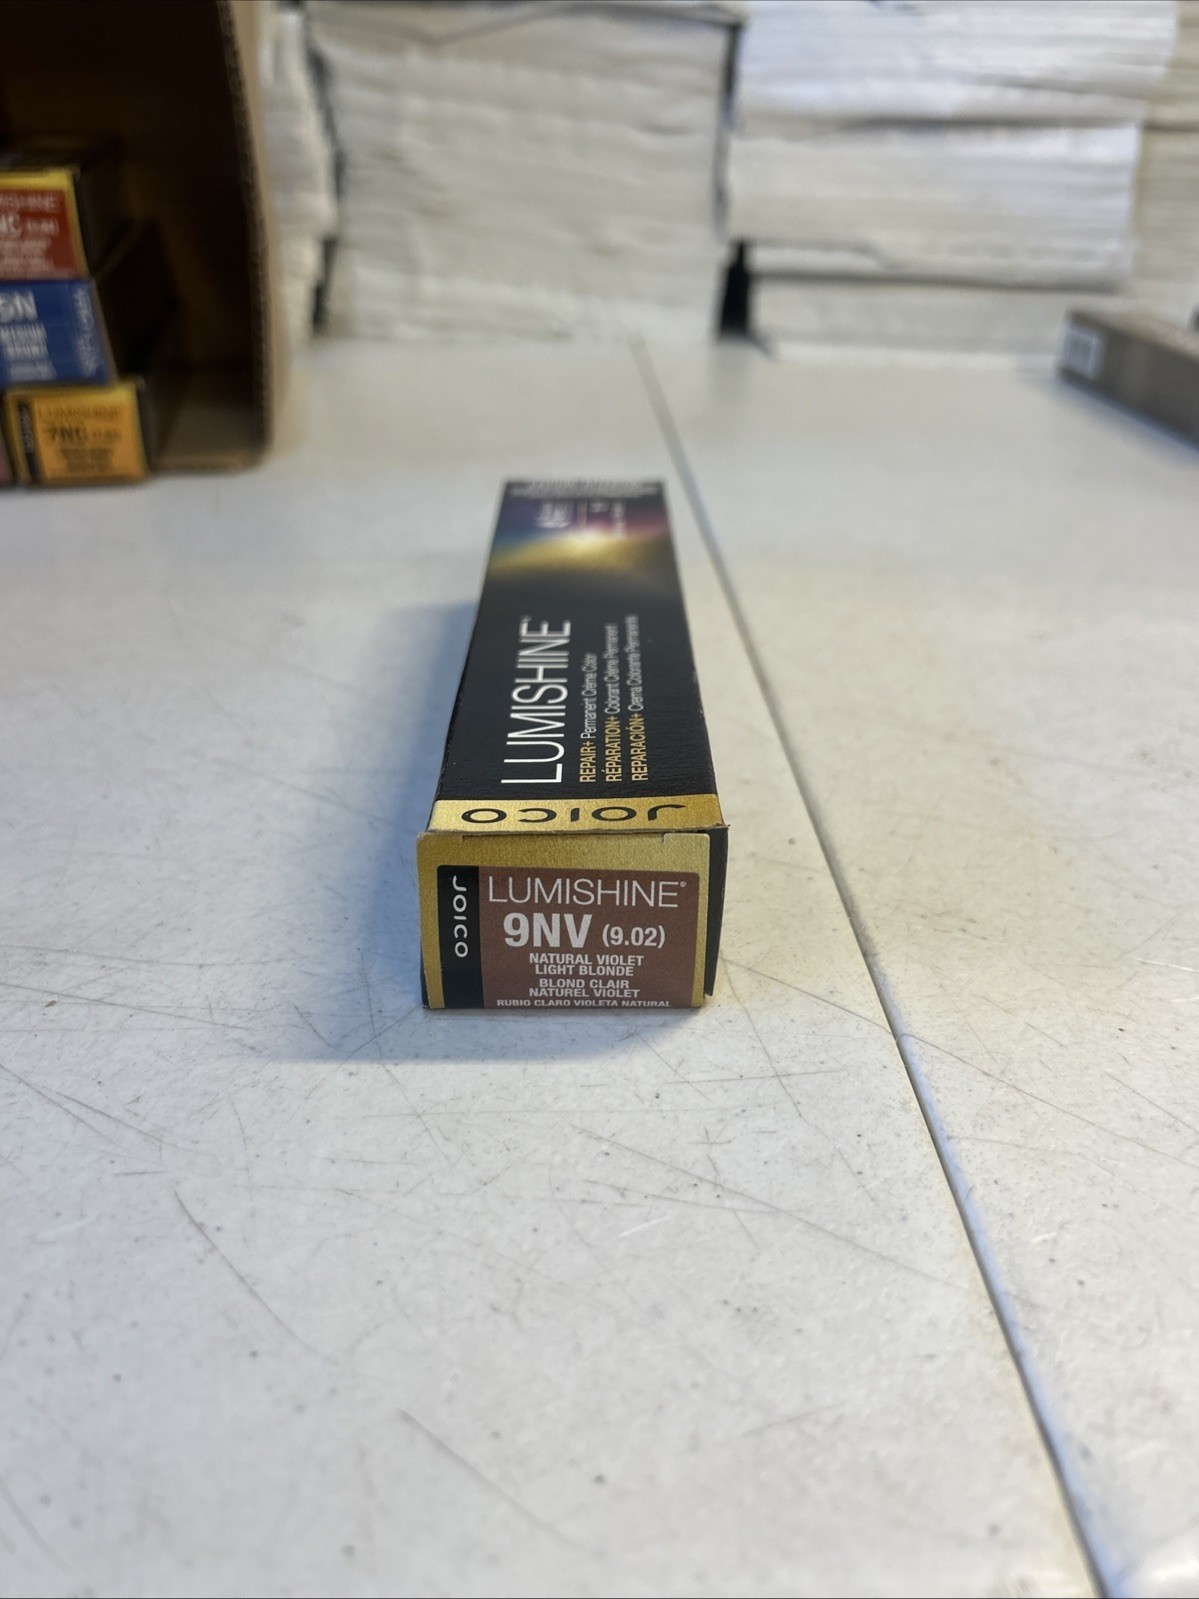 LUMISHINE
REPAIR+ Permanent Crème Color
RÉPARATION+ Colorant Crème Permanent
REPARACIÓN+ Crema Colorante Permanente
JOICO
JOICO
LUMISHINE®
9NV (9.02)
NATURAL VIOLET
LIGHT BLONDE
BLOND CLAIR
NATUREL VIOLET
RUBIO CLARO VIOLETA NATURAL
LUMISHINE
7NG